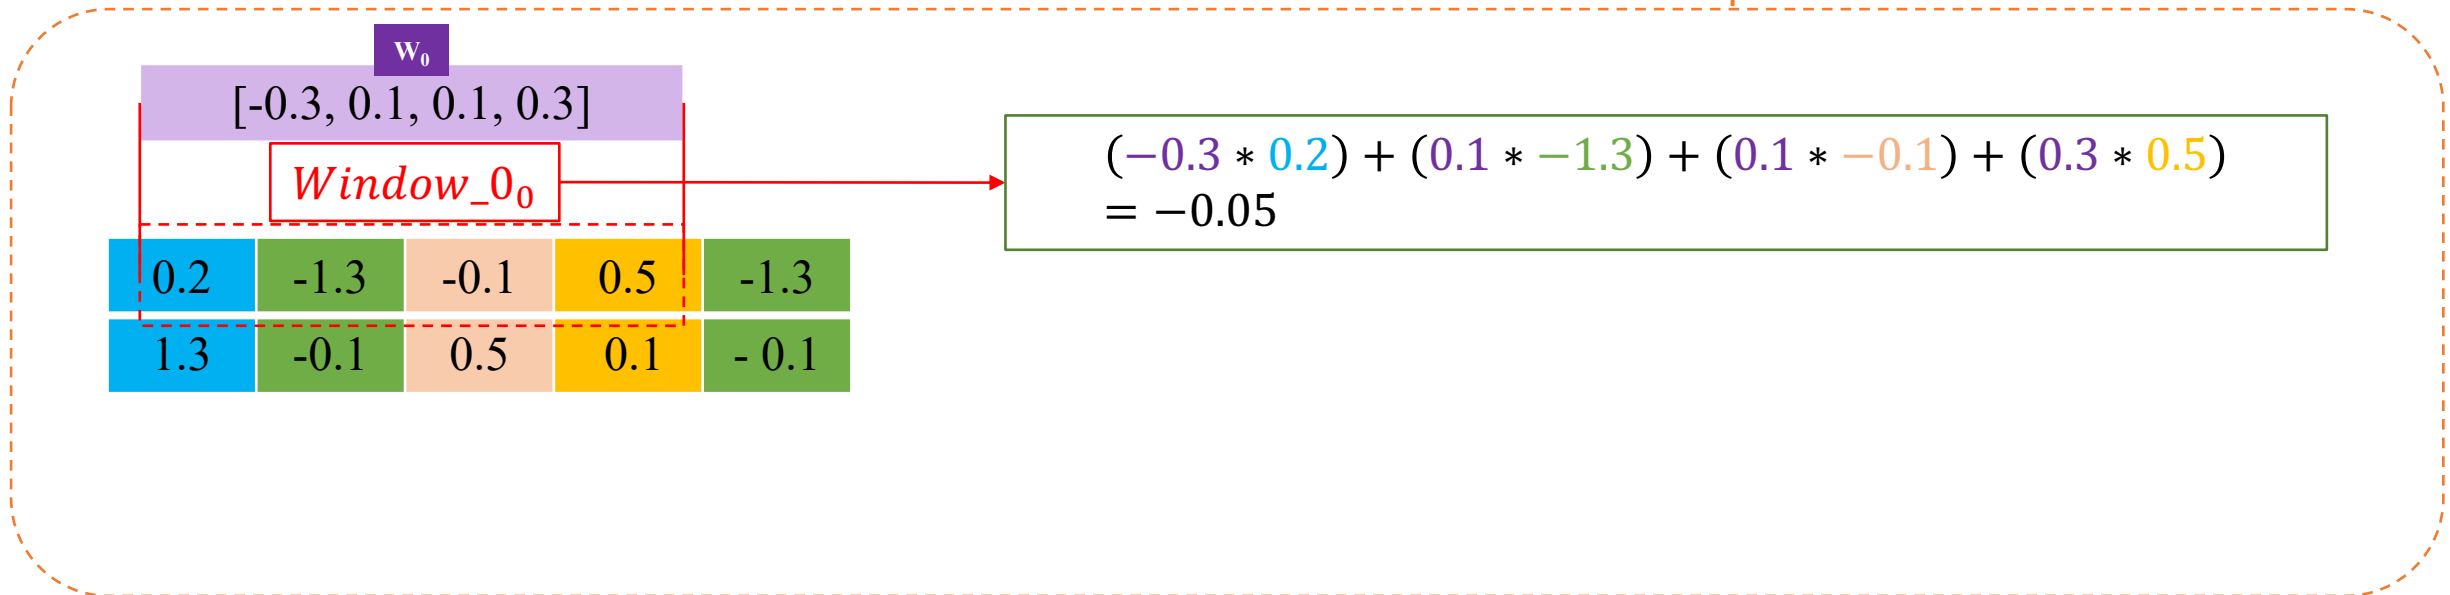 W₀
[-0.3, 0.1, 0.1, 0.3]
Window_0₀
(−0.3 * 0.2) + (0.1 * −1.3) + (0.1 * −0.1) + (0.3 * 0.5)
= −0.05
0.2 -1.3 -0.1 0.5 -1.3
1.3 -0.1 0.5 0.1 - 0.1